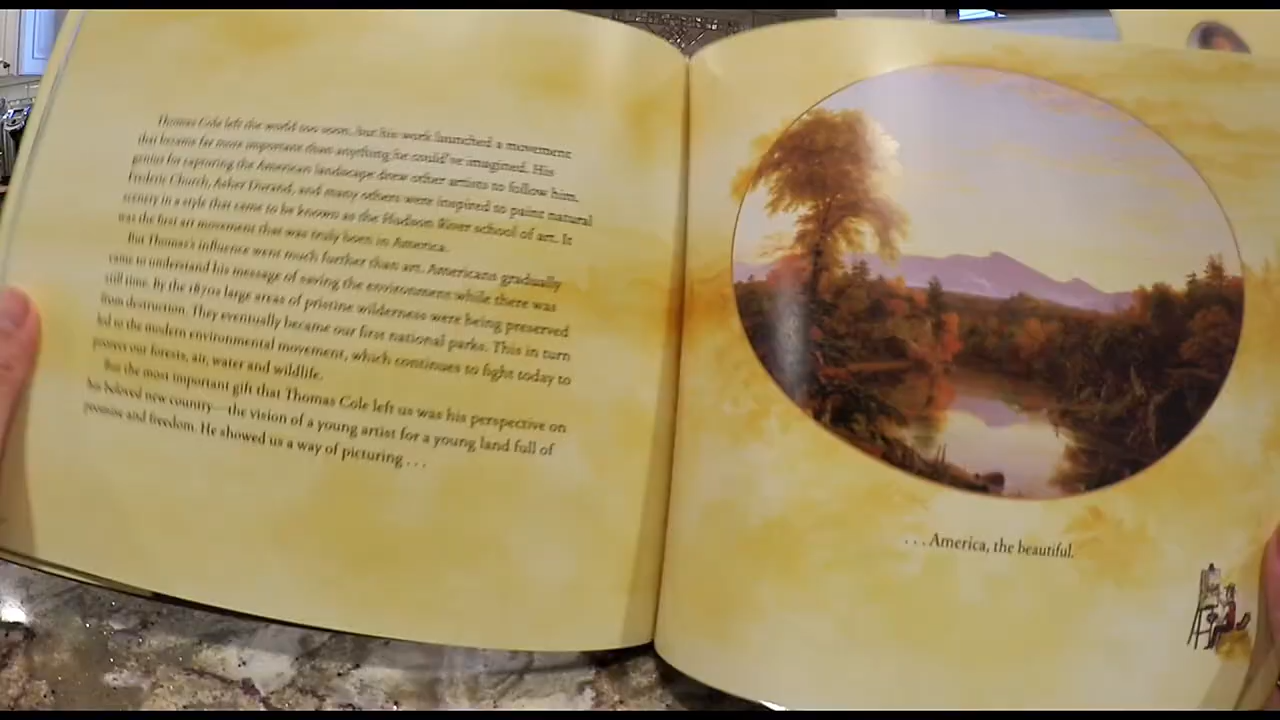 Thomas Cole left the world too soon, but his work launched a movement
that became far more important than anything he could've imagined. His
genius for capturing the American landscape drew other artists to follow him.
Frederic Church, Asher Durand, and many others were inspired to paint natural
scenery in a style that came to be known as the Hudson River school of art. It
was the first art movement that was truly born in America.
But Thomas's influence went much further than art. Americans gradually
came to understand his message of saving the environment while there was
still time. By the 1870s large areas of pristine wilderness were being preserved
from destruction. They eventually became our first national parks. This in turn
led to the modern environmental movement, which continues to fight today to
protect our forests, air, water and wildlife.
But the most important gift that Thomas Cole left us was his perspective on
his beloved new country—the vision of a young artist for a young land full of
promise and freedom. He showed us a way of picturing . . .
. . . America, the beautiful.